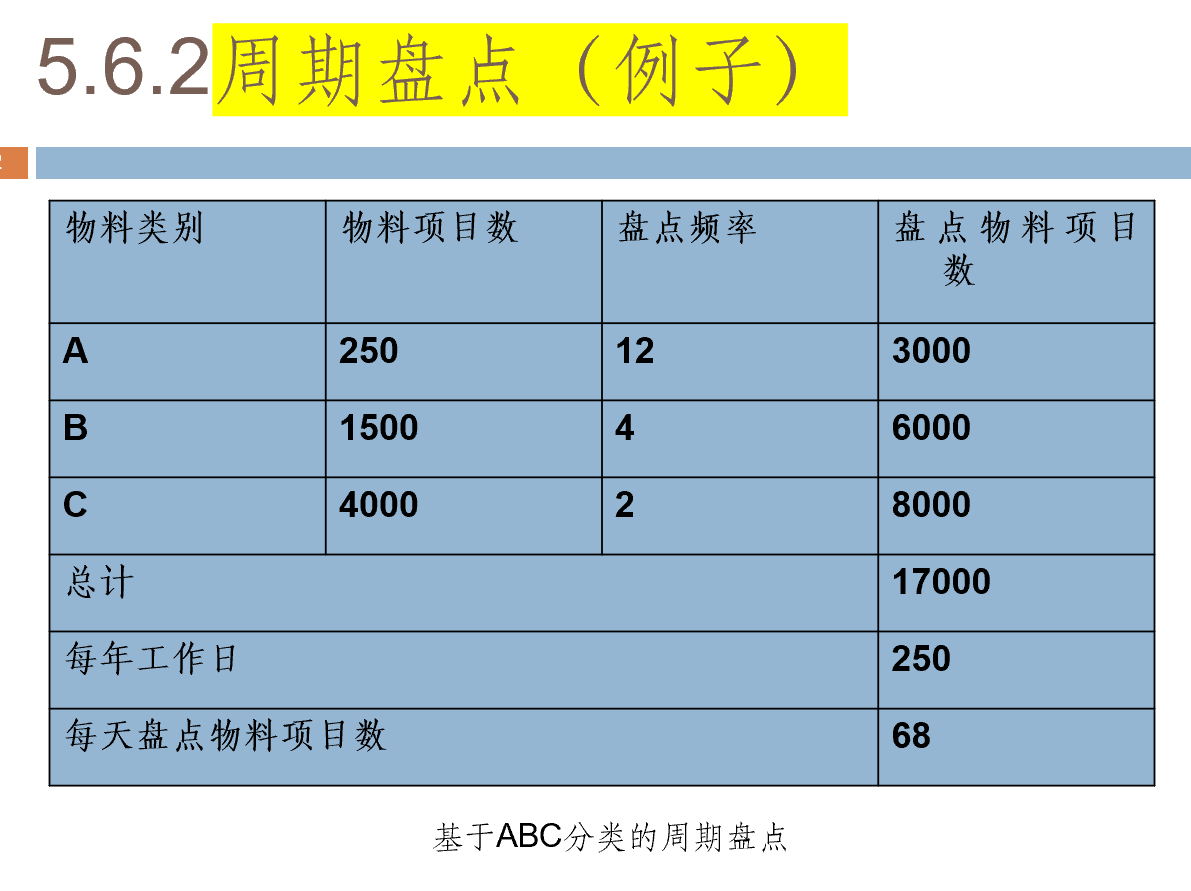 5.6.2周期盘点（例子）
物料类别 物料项目数 盘点频率 盘点物料项目
数
A 250 12 3000
B 1500 4 6000
C 4000 2 8000
总计 17000
每年工作日 250
每天盘点物料项目数 68
基于ABC分类的周期盘点